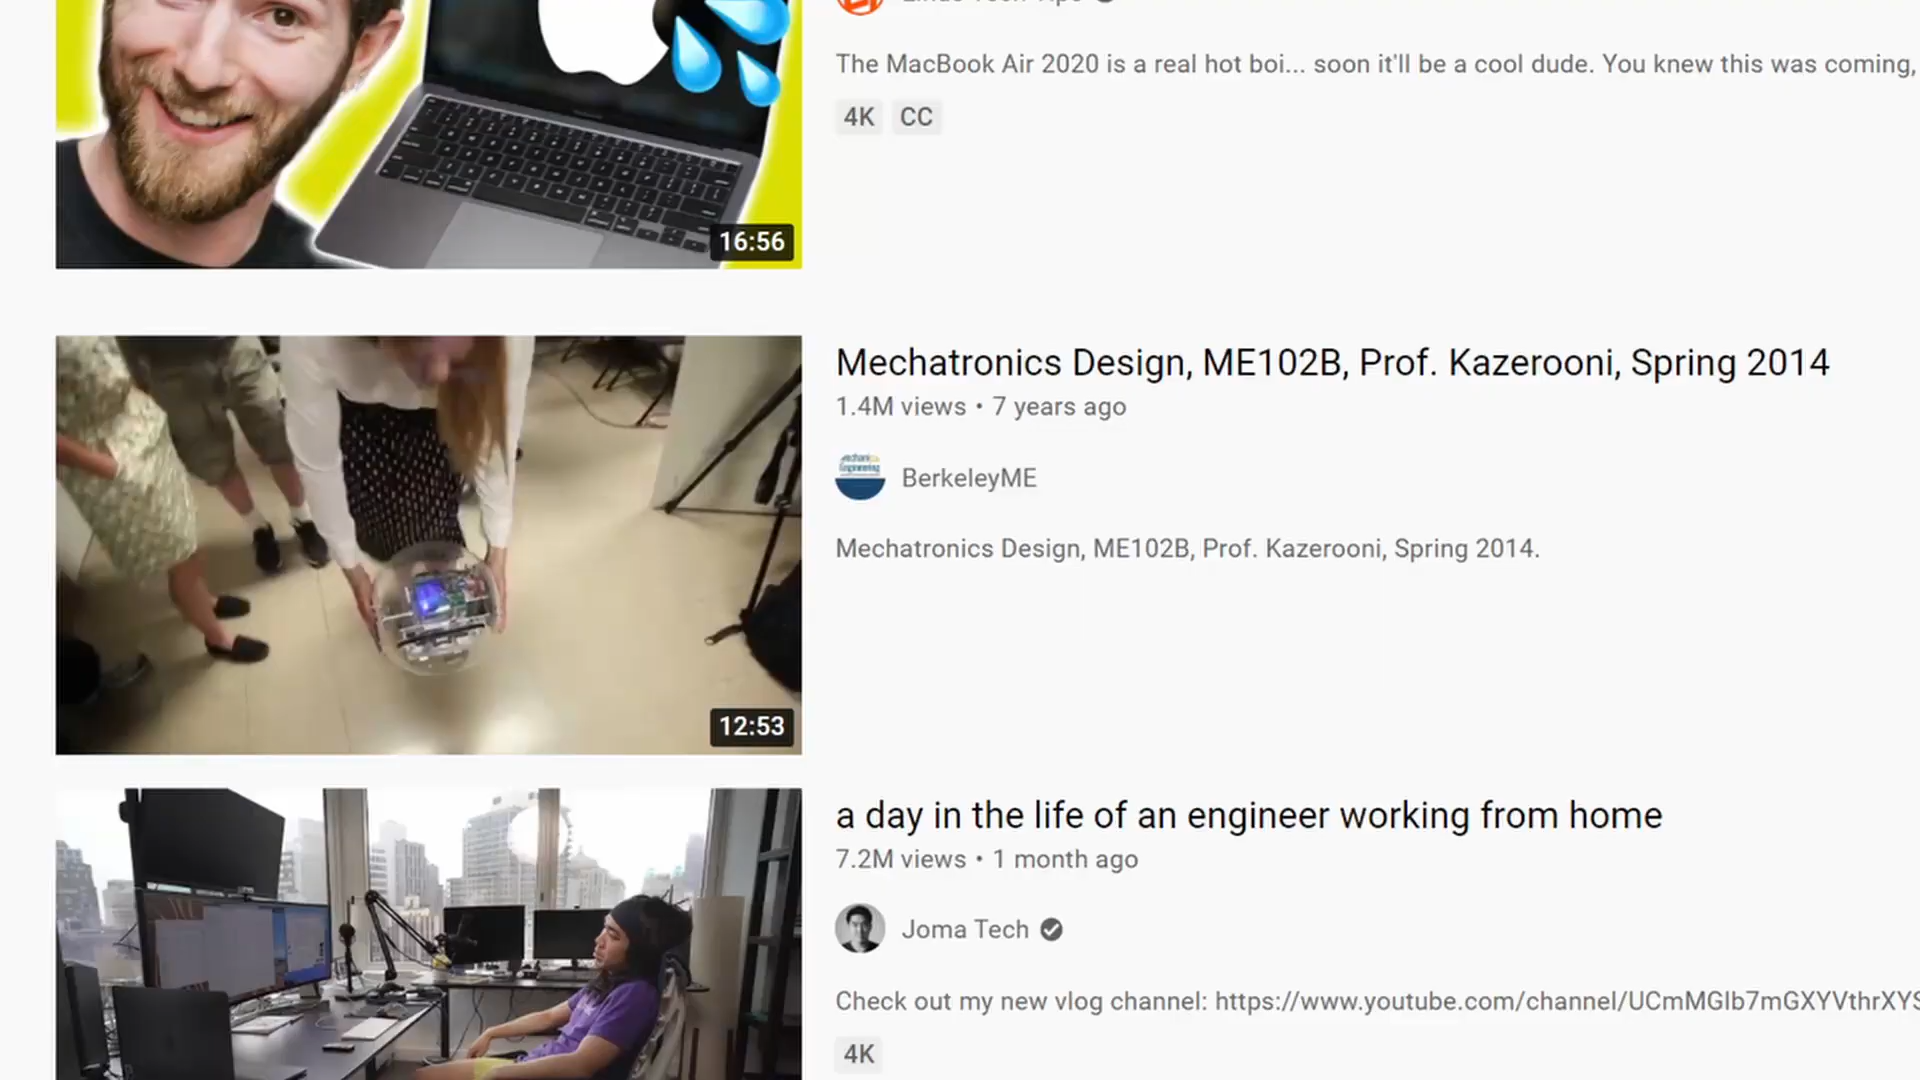 The MacBook Air 2020 is a real hot boi... soon it'll be a cool dude. You knew this was coming,
4K CC
16:56
Mechatronics Design, ME102B, Prof. Kazerooni, Spring 2014
1.4M views • 7 years ago
BerkeleyME
Mechatronics Design, ME102B, Prof. Kazerooni, Spring 2014.
12:53
a day in the life of an engineer working from home
7.2M views • 1 month ago
Joma Tech
Check out my new vlog channel: https://www.youtube.com/channel/UCmMGlb7mGXYVthrXYS
4K